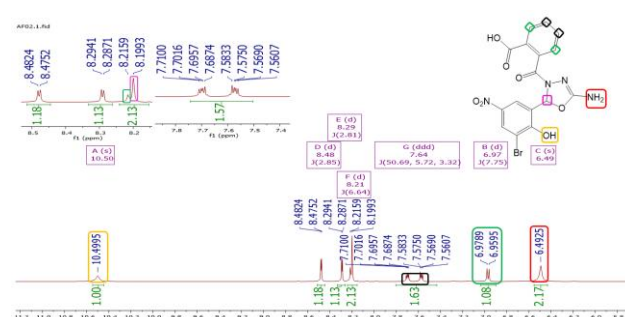 AF02.1.fid
8.4824
8.4752
8.2941
8.2871
8.2159
8.1993
7.7100
7.7016
7.6957
7.6874
7.5833
7.5750
7.5690
7.5607
1.18
1.13
2.13
1.57
8.5 8.4 8.3 8.2
f1 (ppm)
7.8 7.7 7.6 7.5
f1 (ppm)
HO
O
O
N
N
O
NH2
O2N
OH
Br
A (s)
10.50
E (d)
8.29
J(2.81)
D (d)
8.48
J(2.85)
F (d)
8.21
J(6.64)
G (ddd)
7.64
J(50.69, 5.72, 3.32)
B (d)
6.97
J(7.75)
C (s)
6.49
10.4995
8.4824
8.4752
8.2941
8.2871
8.2159
8.1993
7.7100
7.7016
7.6957
7.6874
7.5833
7.5750
7.5690
7.5607
6.9789
6.9595
6.4925
1.00
1.18
1.13
2.13
1.63
1.08
2.17